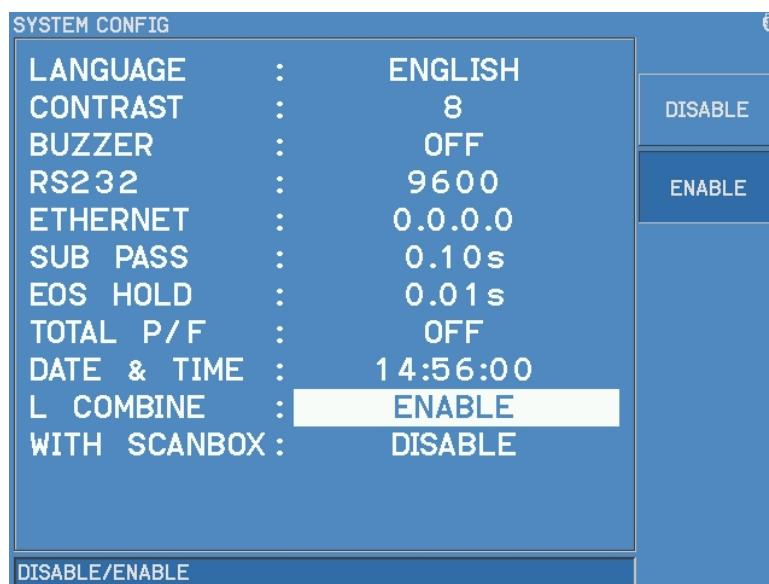 SYSTEM CONFIG
LANGUAGE : ENGLISH
CONTRAST : 8
BUZZER : OFF
RS232 : 9600
ETHERNET : 0.0.0.0
SUB PASS : 0.10s
EOS HOLD : 0.01s
TOTAL P/F : OFF
DATE & TIME : 14:56:00
L COMBINE : ENABLE
WITH SCANBOX : DISABLE
DISABLE
ENABLE
DISABLE/ENABLE